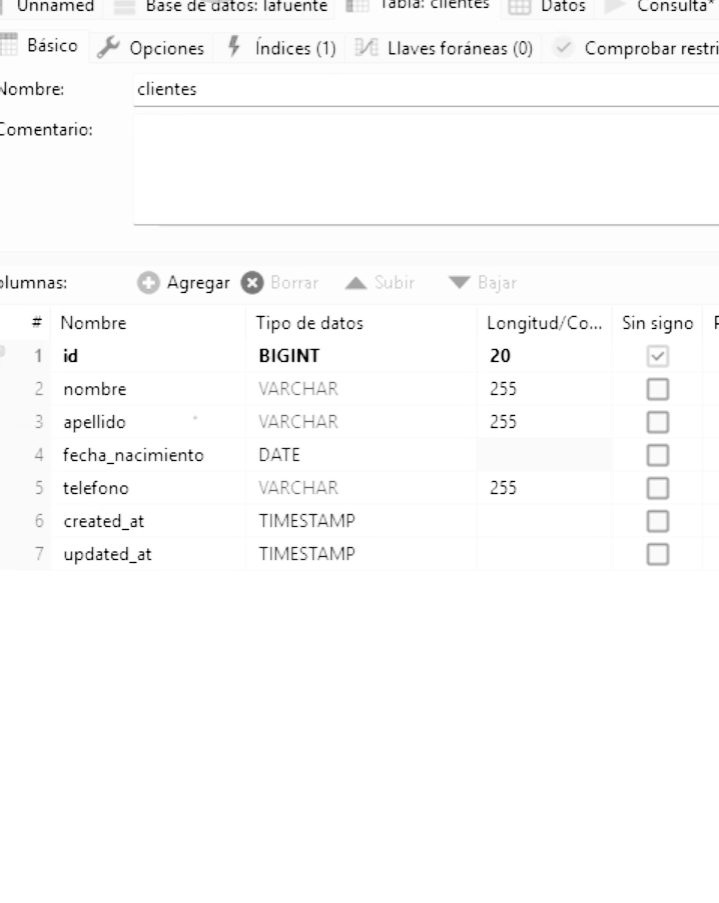 Unnamed Base de datos: lafuente Tabla: clientes Datos Consulta*
Básico Opciones Índices (1) Llaves foráneas (0) Comprobar restri
Nombre: clientes
Comentario:
olumnas: Agregar Borrar Subir Bajar
# Nombre Tipo de datos Longitud/Co... Sin signo
1 id BIGINT 20
2 nombre VARCHAR 255
3 apellido VARCHAR 255
4 fecha_nacimiento DATE
5 telefono VARCHAR 255
6 created_at TIMESTAMP
7 updated_at TIMESTAMP